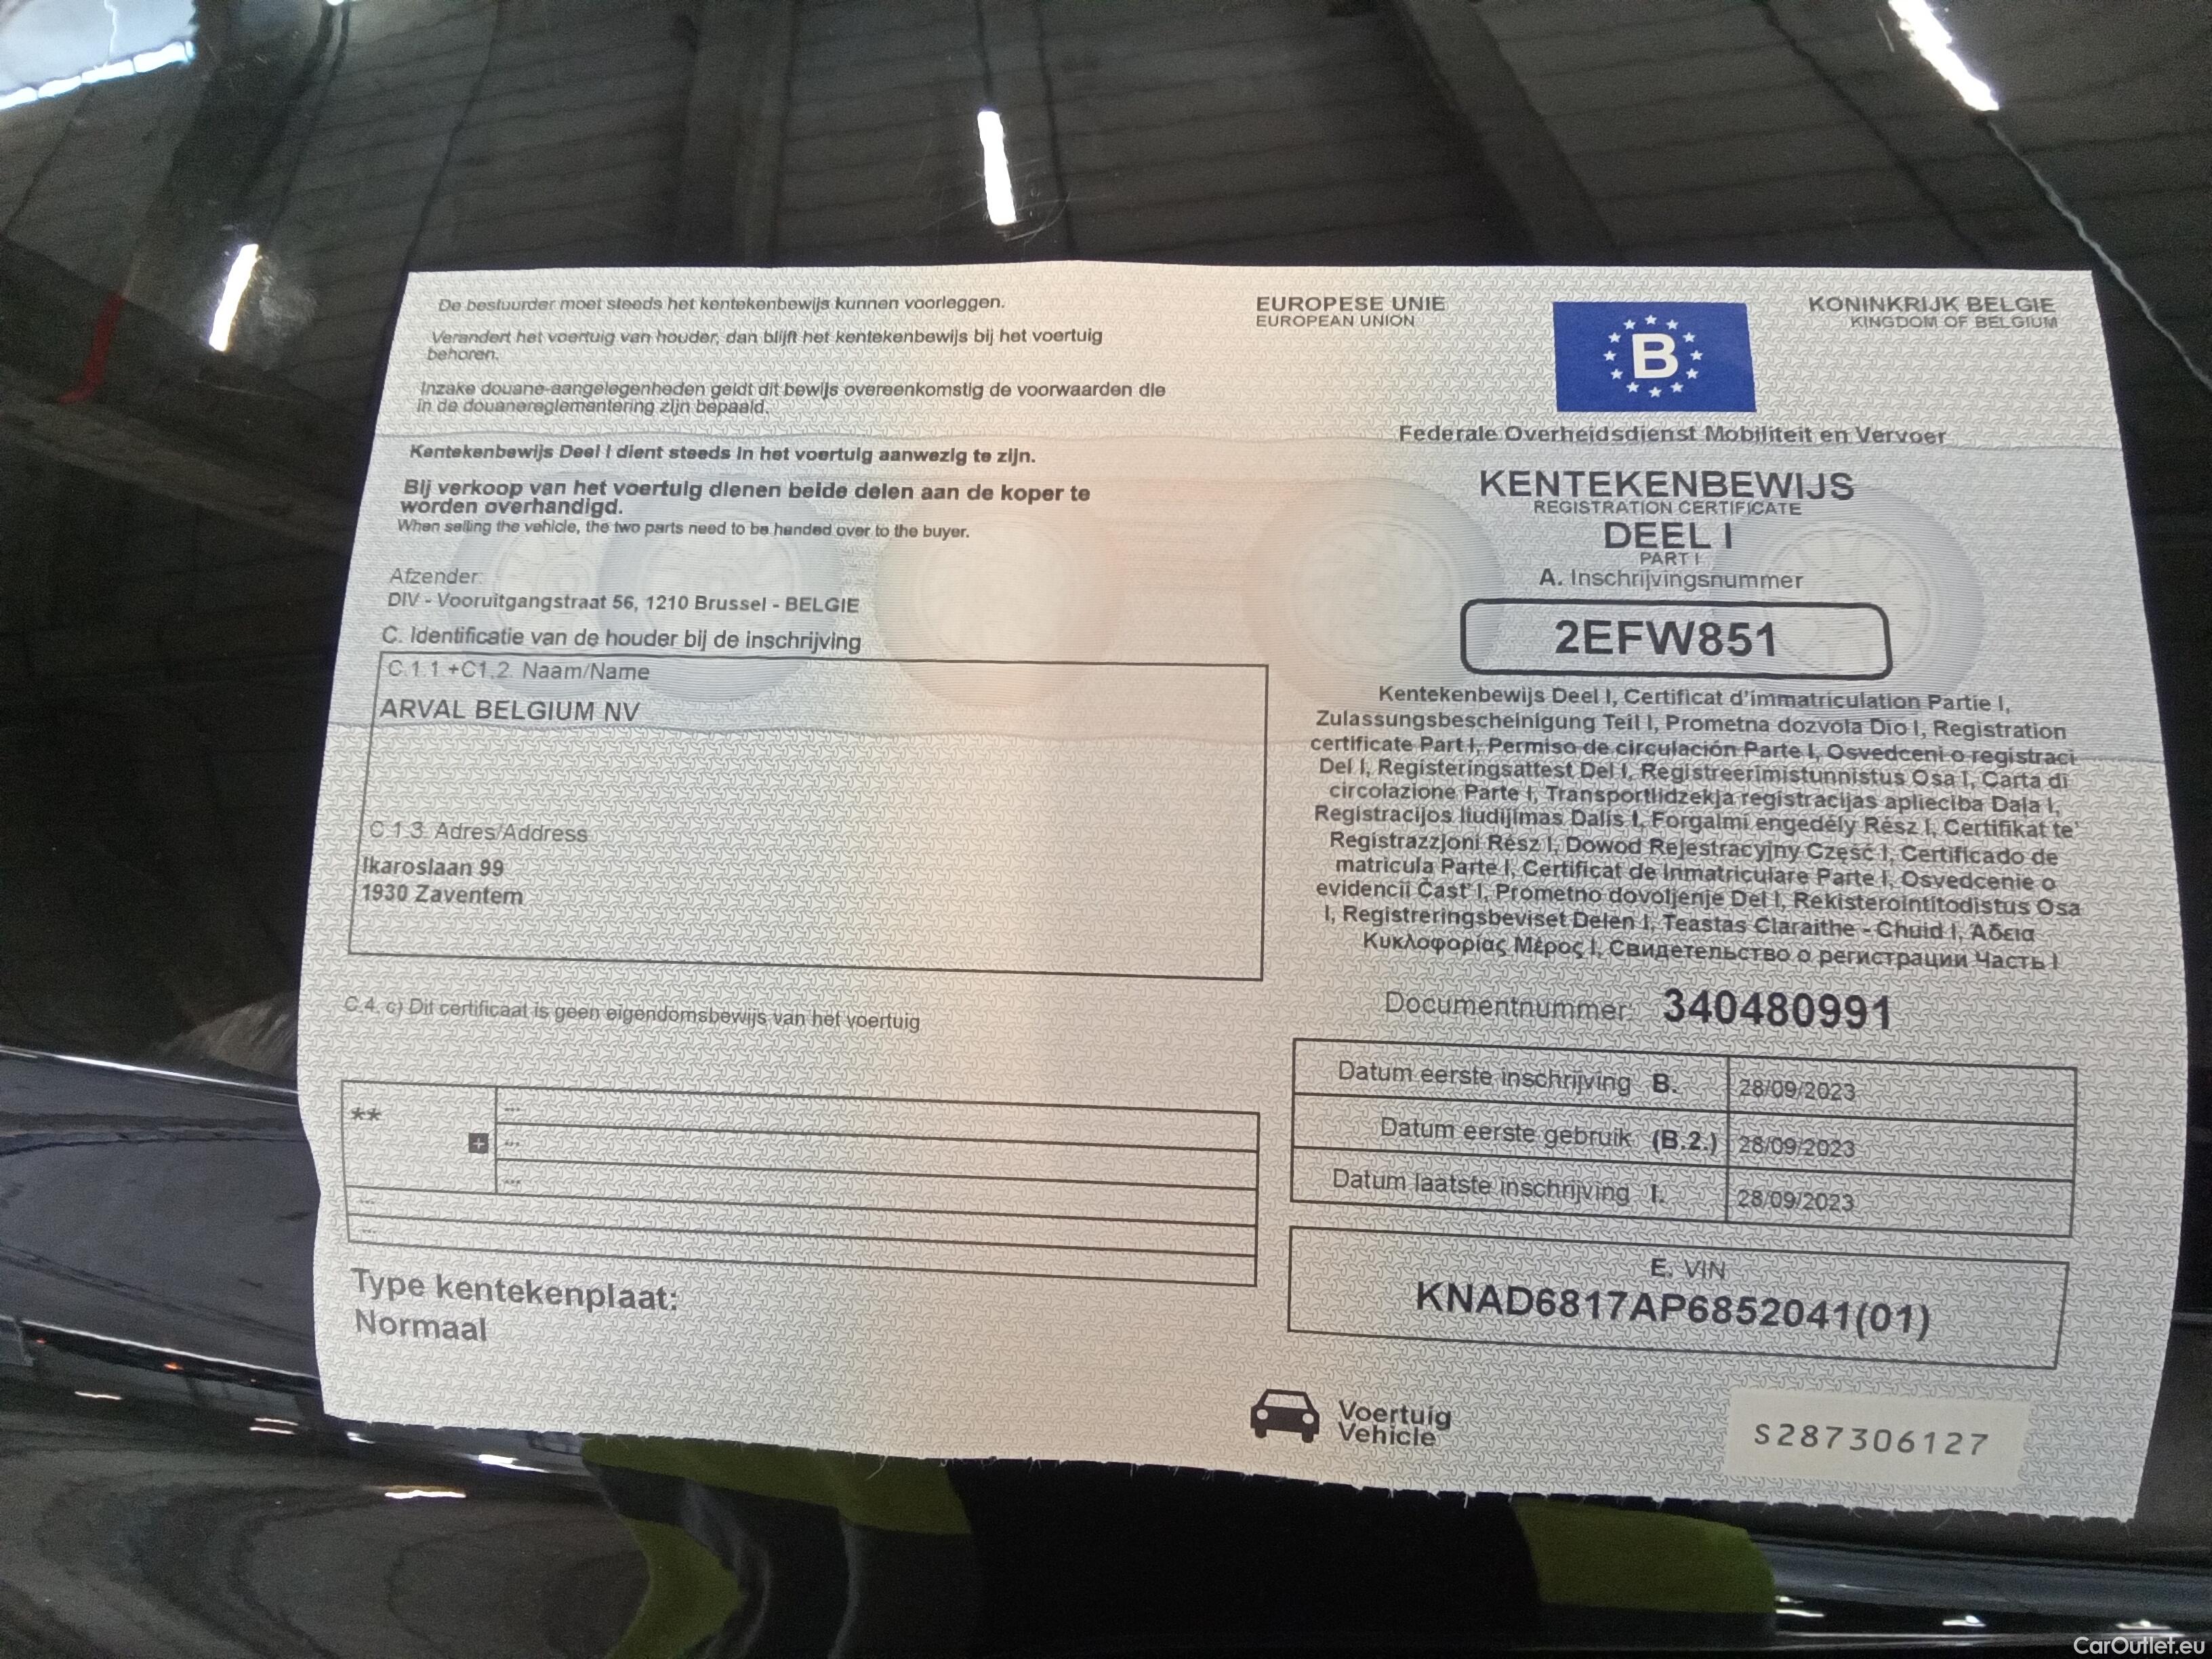 De bestuurder moet steeds het kentekenbewijs kunnen voorleggen.
Verandert het voertuig van houder, dan blijft het kentekenbewijs bij het voertuig
behoren.
Inzake douane-aangelegenheden geldt dit bewijs overeenkomstig de voorwaarden die
in de douanereglementering zijn bepaald.
Kentekenbewijs Deel I dient steeds in het voertuig aanwezig te zijn.
Bij verkoop van het voertuig dienen beide delen aan de koper te
worden overhandigd.
When selling the vehicle, the two parts need to be handed over to the buyer.
Afzender:
DIV - Vooruitgangstraat 56, 1210 Brussel - BELGIE
C. Identificatie van de houder bij de inschrijving
C.1.1.+C1.2. Naam/Name
ARVAL BELGIUM NV
C.1.3. Adres/Address
Ikaroslaan 99
1930 Zaventem
C.4. c) Dit certificaat is geen eigendomsbewijs van het voertuig
**
+
...
...
...
...
...
Type kentekenplaat:
Normaal
EUROPESE UNIE
EUROPEAN UNION
B
KONINKRIJK BELGIE
KINGDOM OF BELGIUM
Federale Overheidsdienst Mobiliteit en Vervoer
KENTEKENBEWIJS
REGISTRATION CERTIFICATE
DEEL I
PART I
A. Inschrijvingsnummer
2EFW851
Kentekenbewijs Deel I, Certificat d'immatriculation Partie I,
Zulassungsbescheinigung Teil I, Prometna dozvola Dio I, Registration
certificate Part I, Permiso de circulación Parte I, Osvedceni o registraci
Del I, Registeringsattest Del I, Registreerimistunnistus Osa I, Carta di
circolazione Parte I, Transportlidzekja registracijas aplieciba Daļa I,
Registracijos liudijimas Dalis I, Forgalmi engedély Rész I, Certifikat te'
Registrazzjoni Rész I, Dowod Rejestracyjny Część I, Certificado de
matricula Parte I, Certificat de Inmatriculare Parte I, Osvedcenie o
evidencii Čast' I, Prometno dovoljenje Del I, Rekisterointitodistus Osa
I, Registreringsbeviset Delen I, Teastas Claraithe - Chuid I, Άδεια
Κυκλοφορίας Μέρος I, Свидетельство о регистрации Часть I
Documentnummer: 340480991
Datum eerste inschrijving B. 28/09/2023
Datum eerste gebruik (B.2.) 28/09/2023
Datum laatste inschrijving I. 28/09/2023
E. VIN
KNAD6817AP6852041(01)
Voertuig
Vehicle
S287306127
CarOutlet.eu